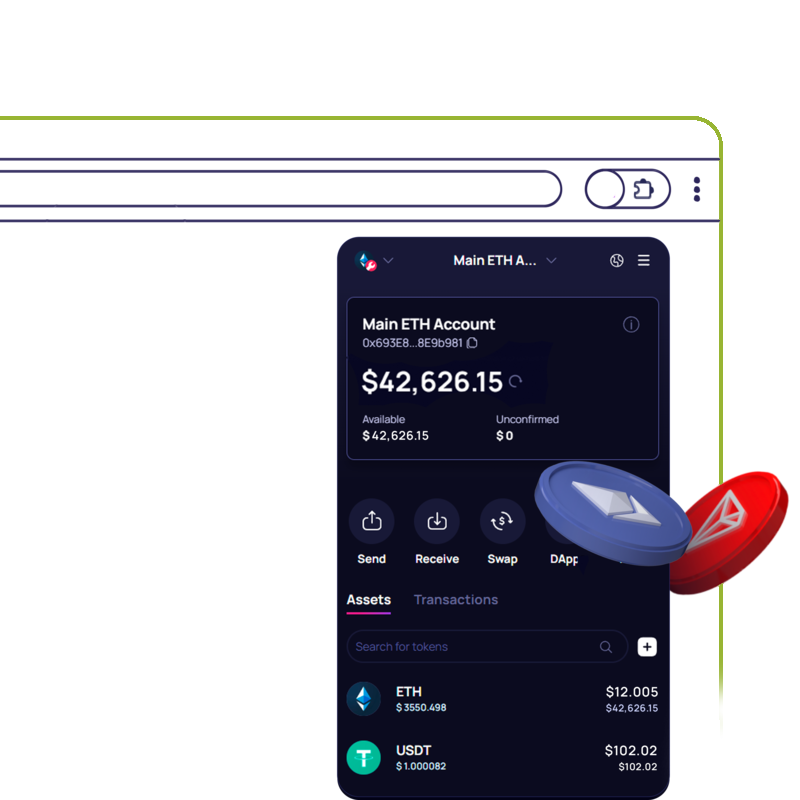 Main ETH A...
Main ETH Account
0x693E8...8E9b981
$42,626.15
Available Unconfirmed
$42,626.15 $0
Send Receive Swap DApp
Assets Transactions
Search for tokens
ETH $12.005
$3550.498 $42,626.15
USDT $102.02
$1.000082 $102.02